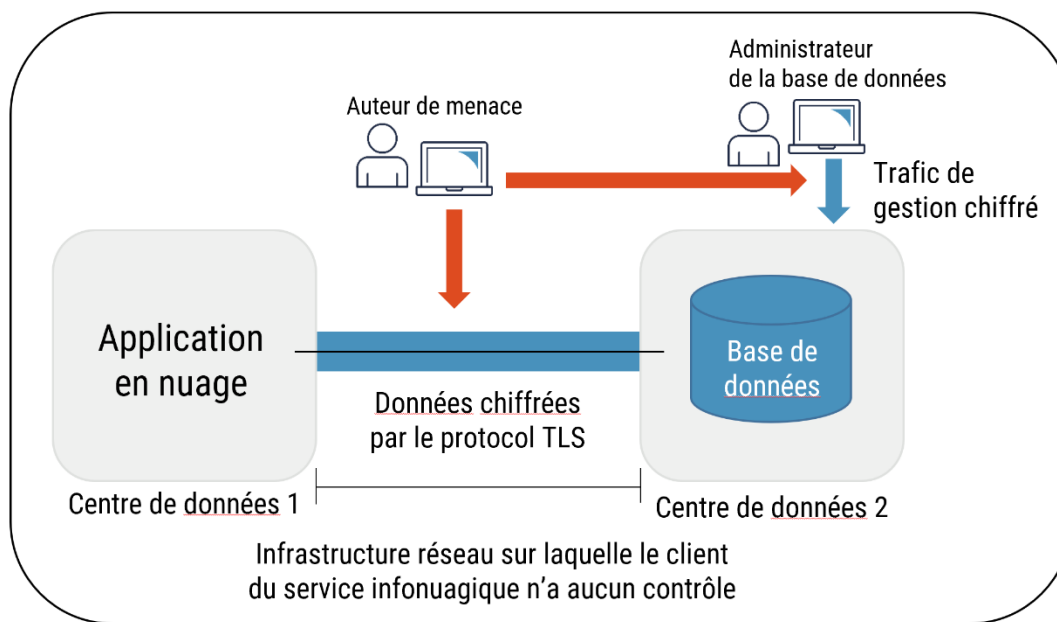 Administrateur
de la base de données
Auteur de menace
Trafic de
gestion chiffré
Application
en nuage
Base de
données
Données chiffrées
par le protocol TLS
Centre de données 1
Centre de données 2
Infrastructure réseau sur laquelle le client
du service infonuagique n'a aucun contrôle